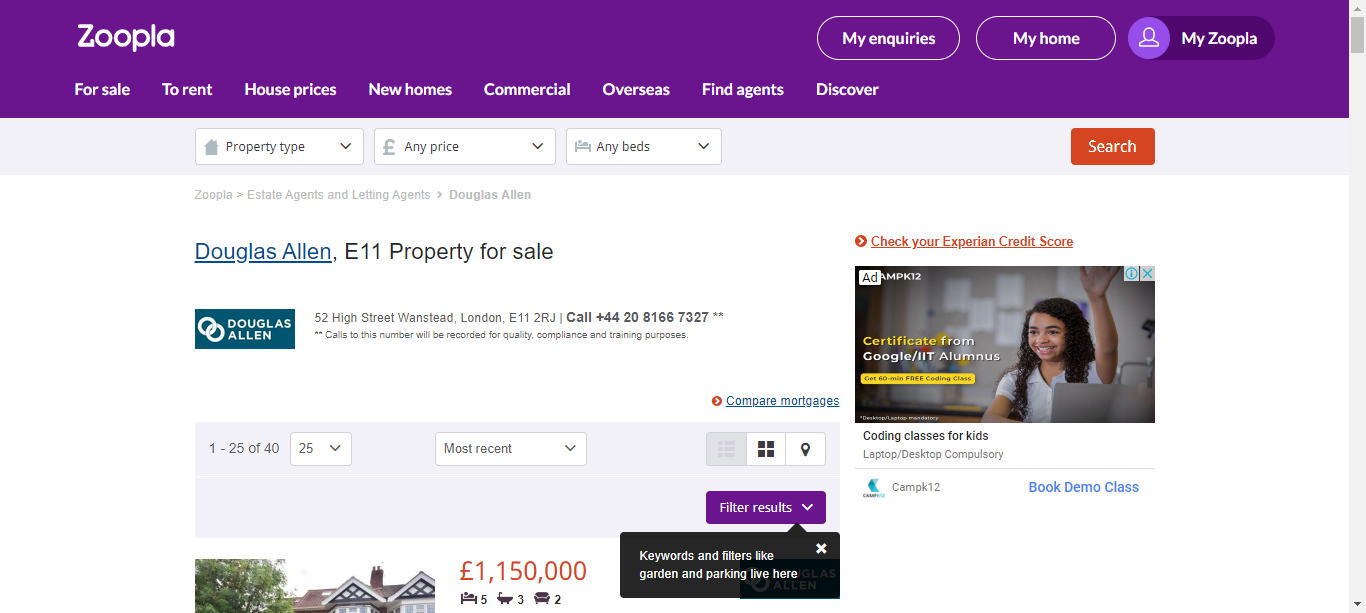 Zoopla
My enquiries
My home
My Zoopla
For sale
To rent
House prices
New homes
Commercial
Overseas
Find agents
Discover
Property type
Any price
Any beds
Search
Zoopla > Estate Agents and Letting Agents > Douglas Allen
Douglas Allen, E11 Property for sale
DOUGLAS
ALLEN
52 High Street Wanstead, London, E11 2RJ | Call +44 20 8166 7327 **
** Calls to this number will be recorded for quality, compliance and training purposes.
Compare mortgages
1 - 25 of 40
25
Most recent
Filter results
Keywords and filters like
garden and parking live here
DOUGLAS
ALLEN
£1,150,000
5
3
2
Check your Experian Credit Score
Ad
CAMPK12
Certificate from
Google/IIT Alumnus
Get 60-min FREE Coding Class
*Desktop/Laptop mandatory
Coding classes for kids
Laptop/Desktop Compulsory
CAMPK12
Campk12
Book Demo Class